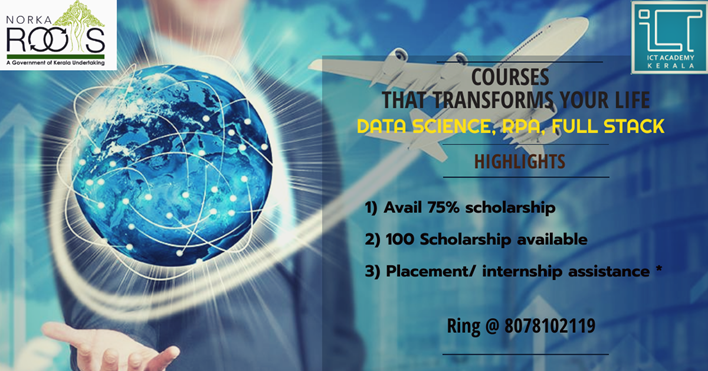 NORKA
ROOTS
A Government of Kerala Undertaking
ICT
ICT ACADEMY
KERALA
COURSES
THAT TRANSFORMS YOUR LIFE
DATA SCIENCE, RPA, FULL STACK
HIGHLIGHTS
1) Avail 75% scholarship
2) 100 Scholarship available
3) Placement/ internship assistance *
Ring @ 8078102119